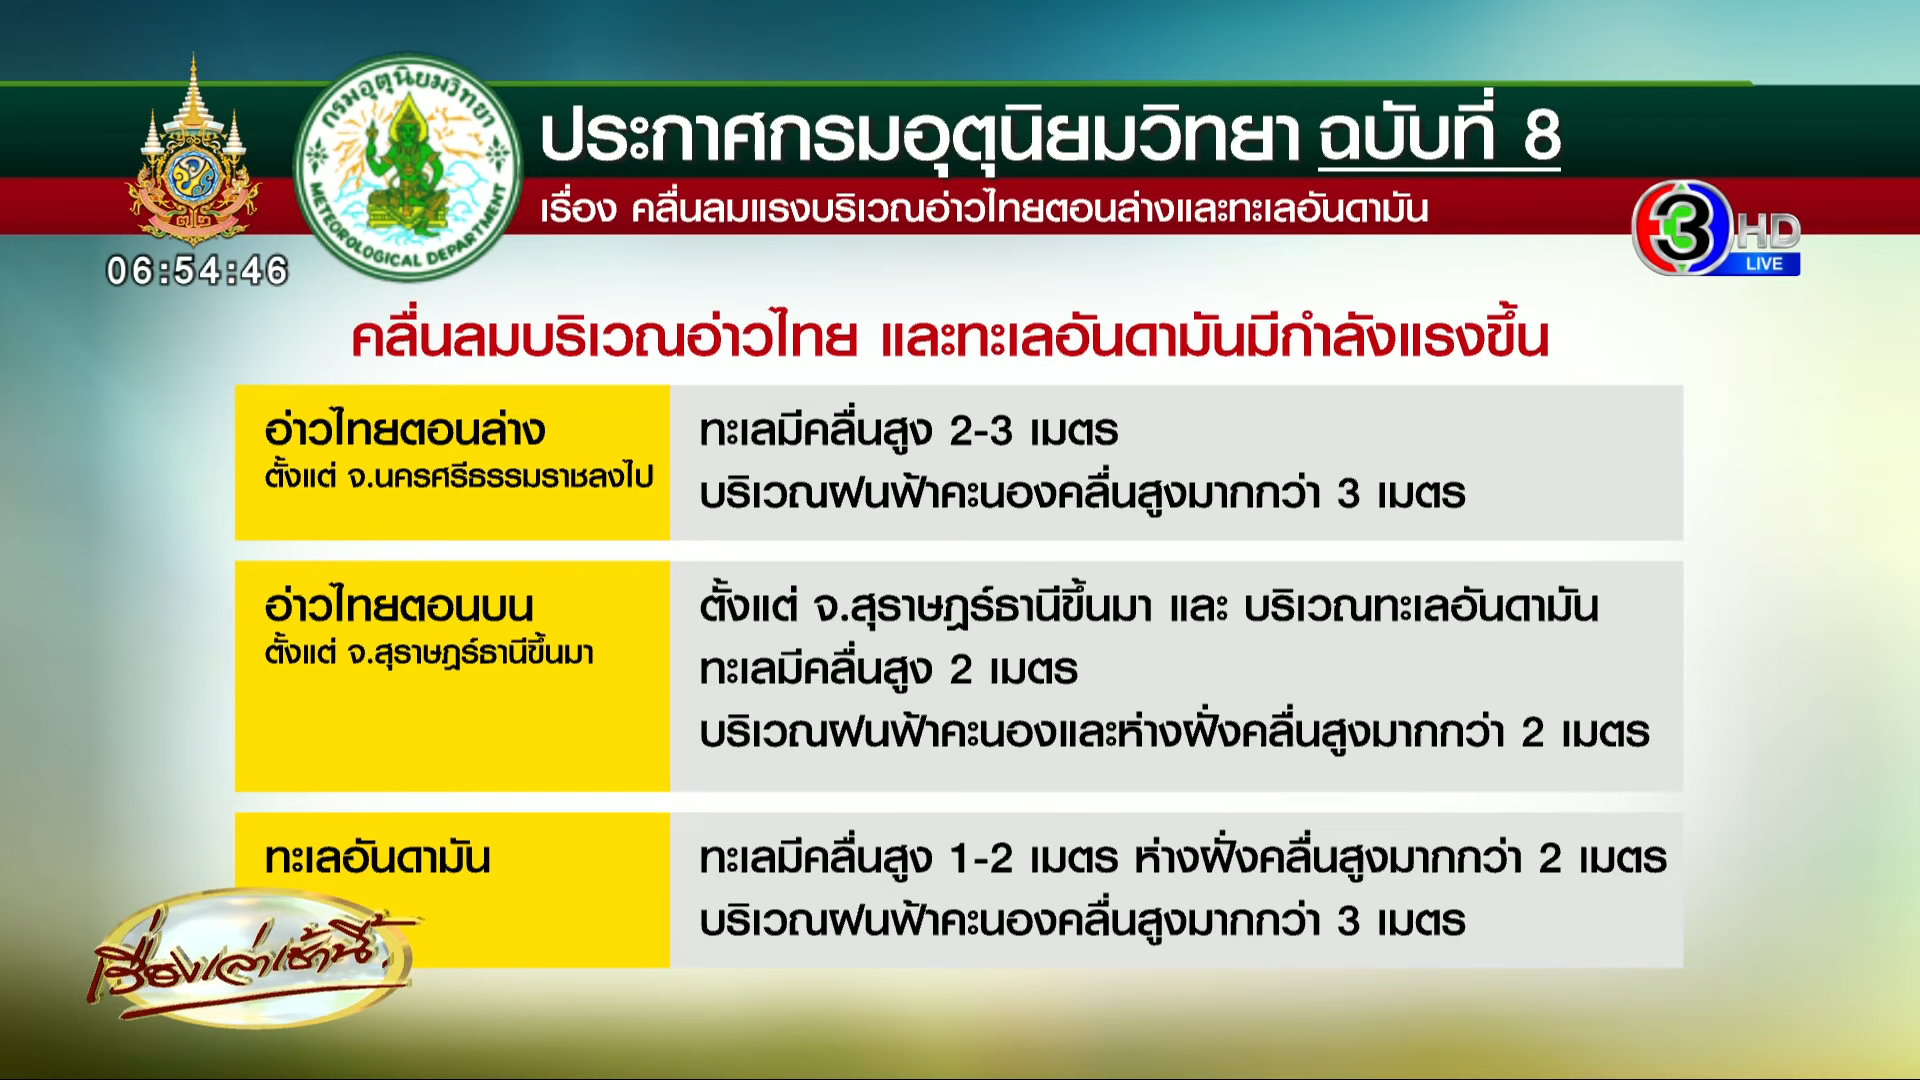 ประกาศกรมอุตุนิยมวิทยา ฉบับที่ 8
เรื่อง คลื่นลมแรงบริเวณอ่าวไทยตอนล่างและทะเลอันดามัน
กรมอุตุนิยมวิทยา
METEOROLOGICAL DEPARTMENT
06:54:46
3 HD
LIVE
คลื่นลมบริเวณอ่าวไทย และทะเลอันดามันมีกำลังแรงขึ้น
อ่าวไทยตอนล่าง
ตั้งแต่ จ.นครศรีธรรมราชลงไป
ทะเลมีคลื่นสูง 2-3 เมตร
บริเวณฝนฟ้าคะนองคลื่นสูงมากกว่า 3 เมตร
อ่าวไทยตอนบน
ตั้งแต่ จ.สุราษฎร์ธานีขึ้นมา
ตั้งแต่ จ.สุราษฎร์ธานีขึ้นมา และ บริเวณทะเลอันดามัน
ทะเลมีคลื่นสูง 2 เมตร
บริเวณฝนฟ้าคะนองและห่างฝั่งคลื่นสูงมากกว่า 2 เมตร
ทะเลอันดามัน
ทะเลมีคลื่นสูง 1-2 เมตร ห่างฝั่งคลื่นสูงมากกว่า 2 เมตร
บริเวณฝนฟ้าคะนองคลื่นสูงมากกว่า 3 เมตร
เรื่องเล่าเช้านี้